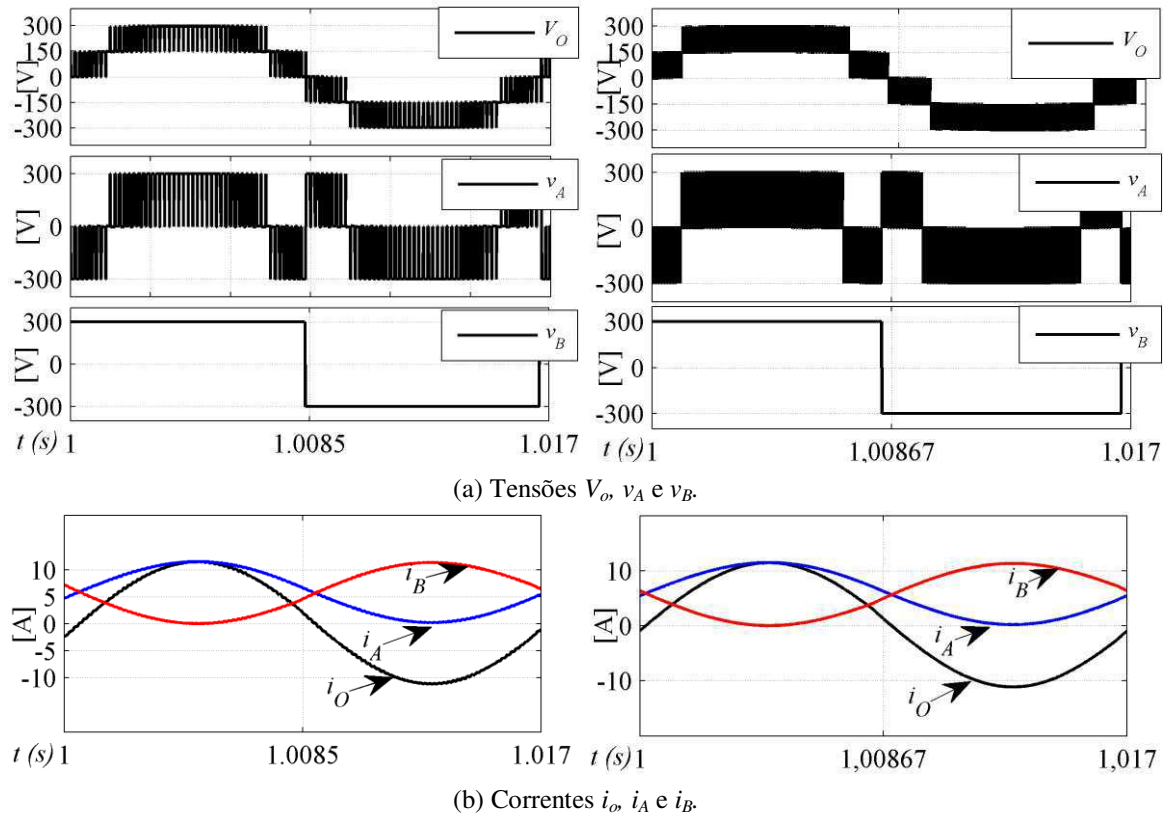 300
150
0
-150
-300
[V]
V_O
300
150
0
-150
-300
[V]
V_O
300
0
-300
[V]
v_A
300
0
-300
[V]
v_A
300
0
-300
[V]
v_B
300
0
-300
[V]
v_B
t (s) 1 1.0085 1.017
t (s) 1 1,00867 1,017
(a) Tensões V_o, v_A e v_B.
10
5
0
-5
-10
[A]
i_B
i_A
i_O
t (s) 1 1.0085 1.017
10
5
0
-10
[A]
i_B
i_A
i_O
t (s) 1 1,00867 1,017
(b) Correntes i_o, i_A e i_B.